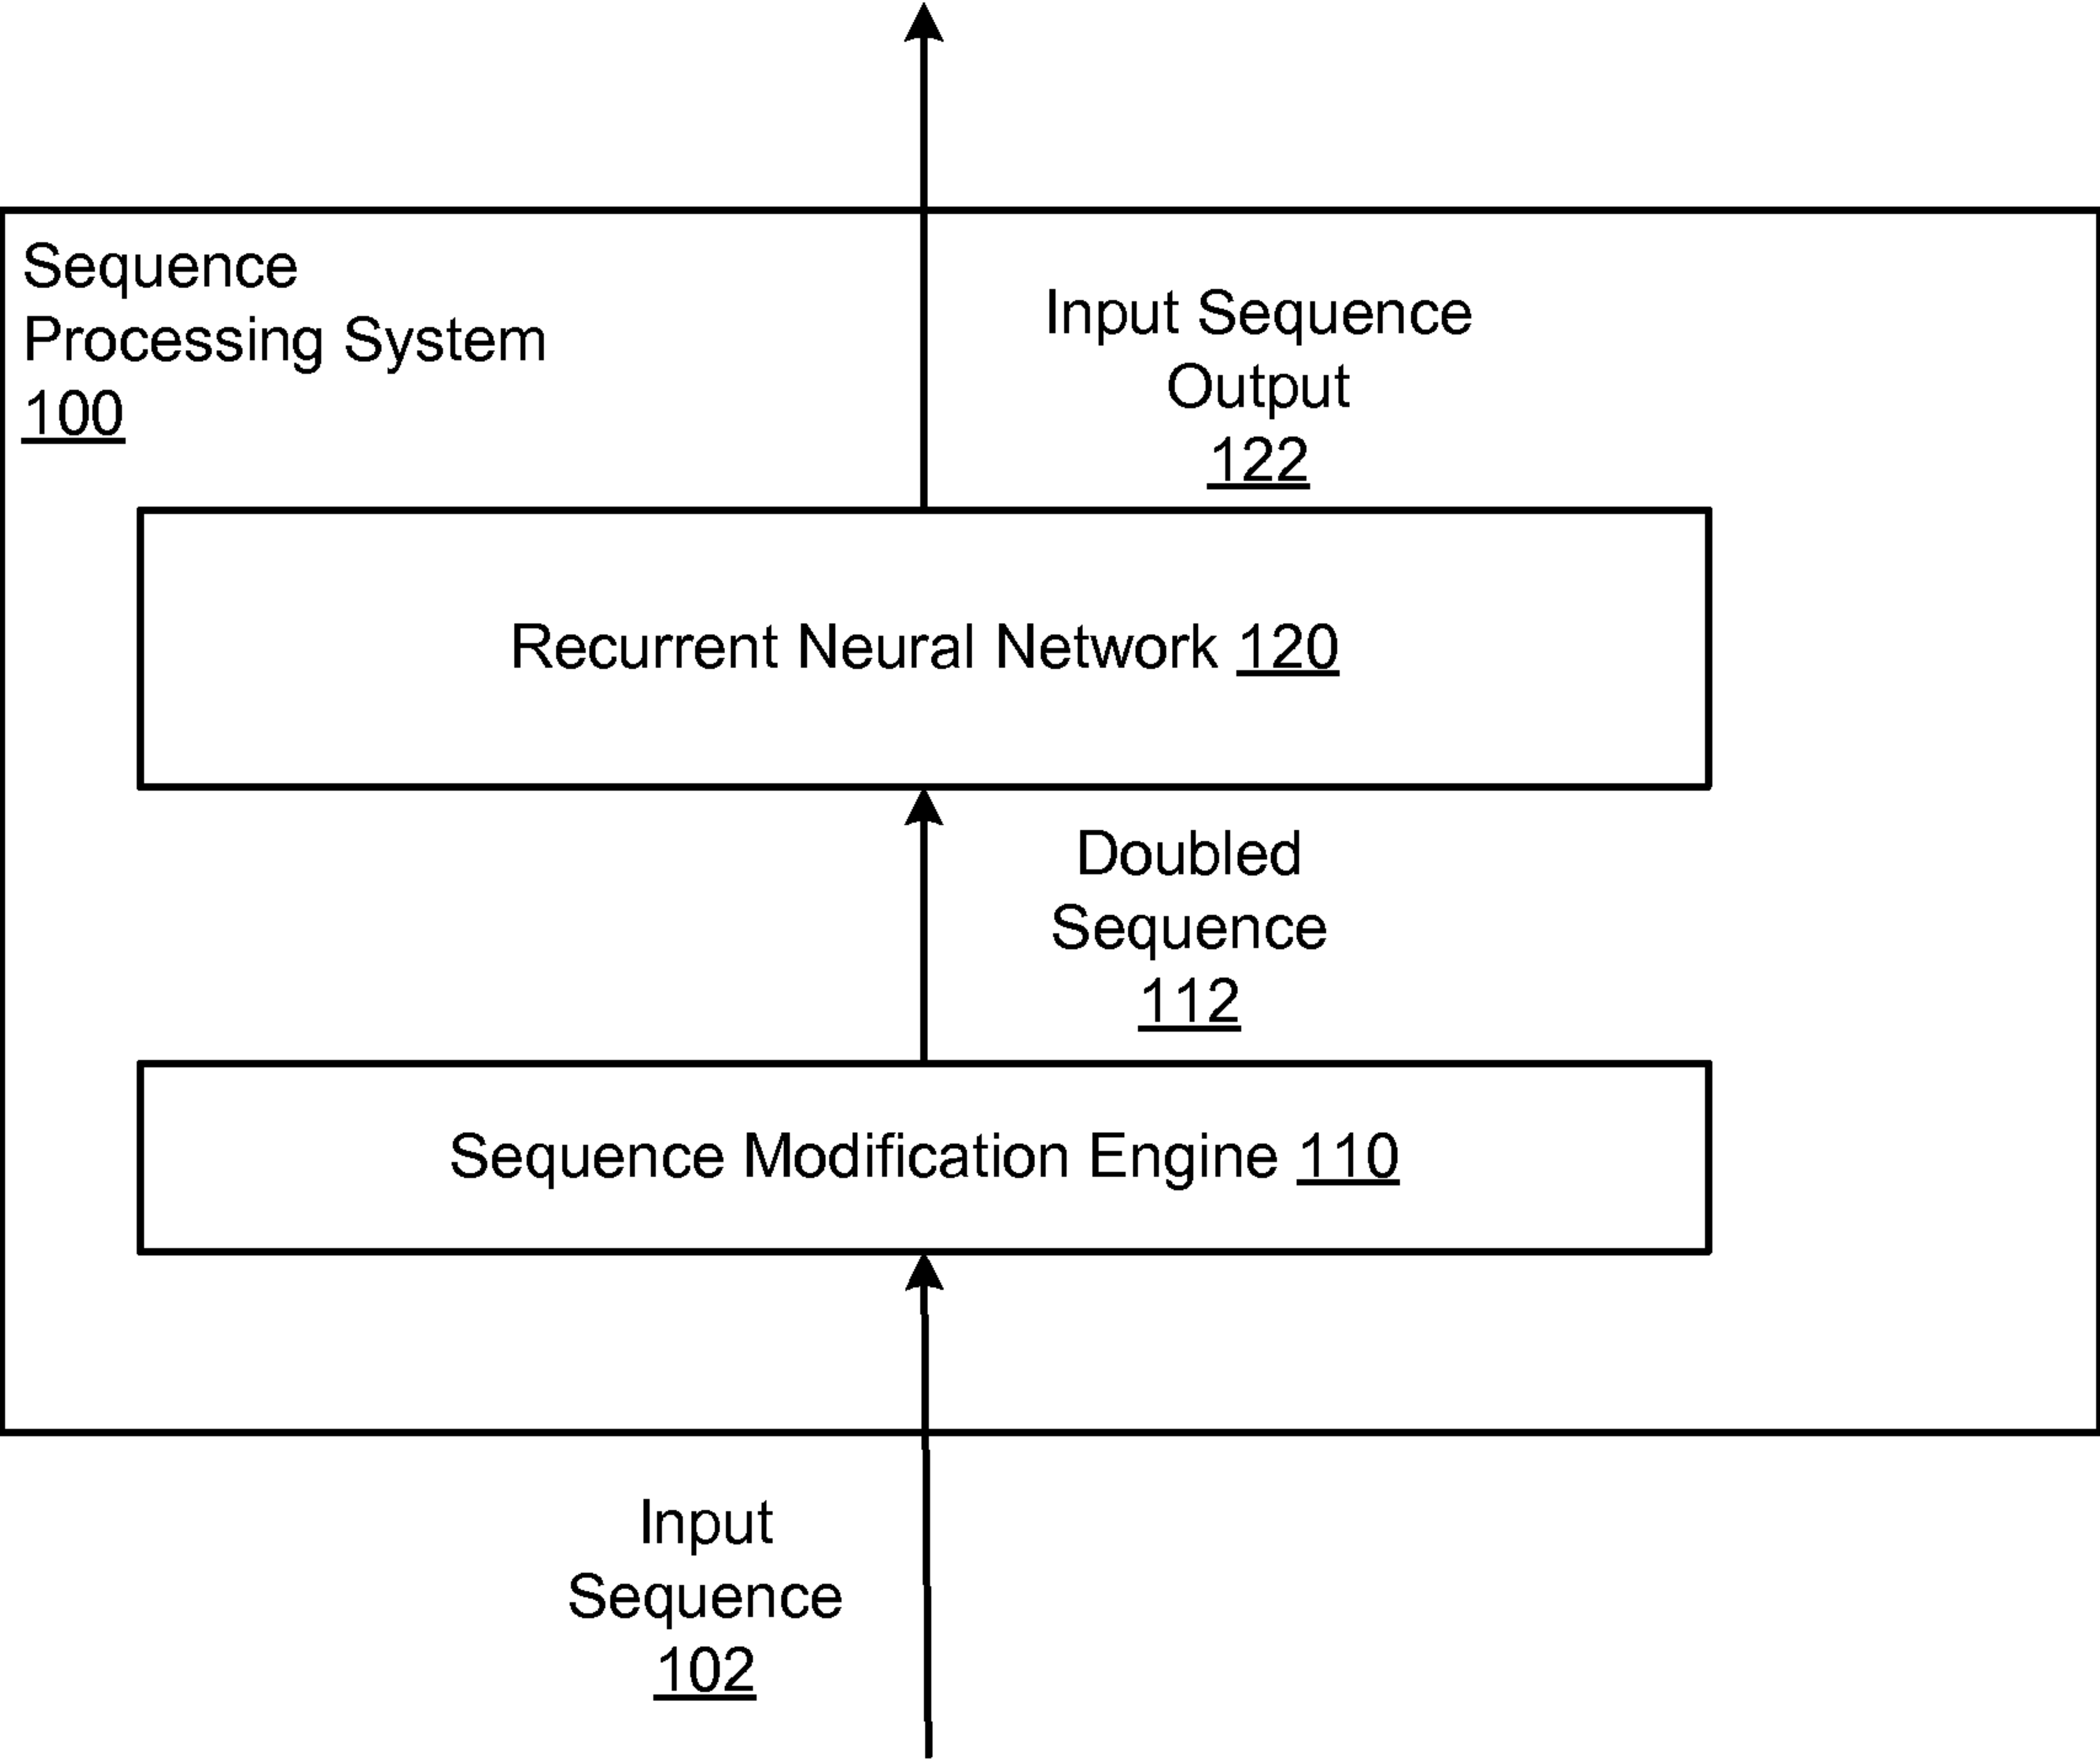 Sequence
Processing System
100
Input Sequence
Output
122
Recurrent Neural Network 120
Doubled
Sequence
112
Sequence Modification Engine 110
Input
Sequence
102